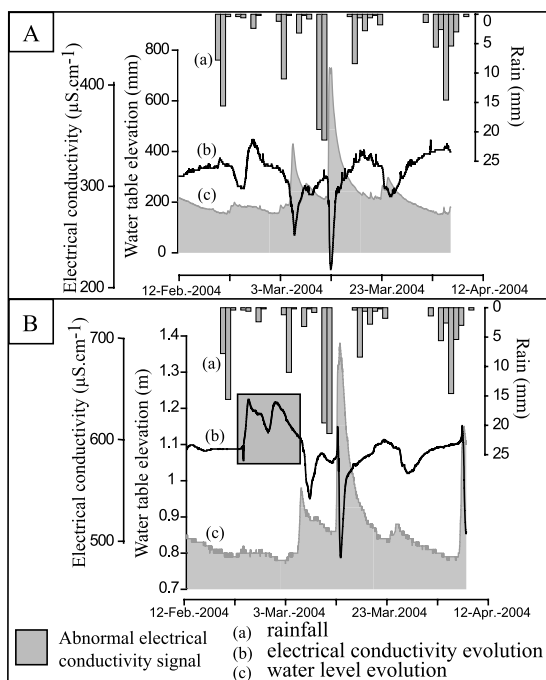 A
Electrical conductivity (µS.cm⁻¹)
400
300
200
Water table elevation (mm)
800
600
400
200
0
(a)
(b)
(c)
0
5
10
15
20
25
Rain (mm)
12-Feb.-2004
3-Mar.-2004
23-Mar.2004
12-Apr.-2004
B
Electrical conductivity (µS.cm⁻¹)
700
600
500
Water table elevation (m)
1.4
1.3
1.2
1.1
1
0.9
0.8
0.7
(a)
(b)
(c)
0
5
10
15
20
25
Rain (mm)
12-Feb.-2004
3-Mar.-2004
23-Mar.-2004
12-Apr.-2004
Abnormal electrical
conductivity signal
(a) rainfall
(b) electrical conductivity evolution
(c) water level evolution